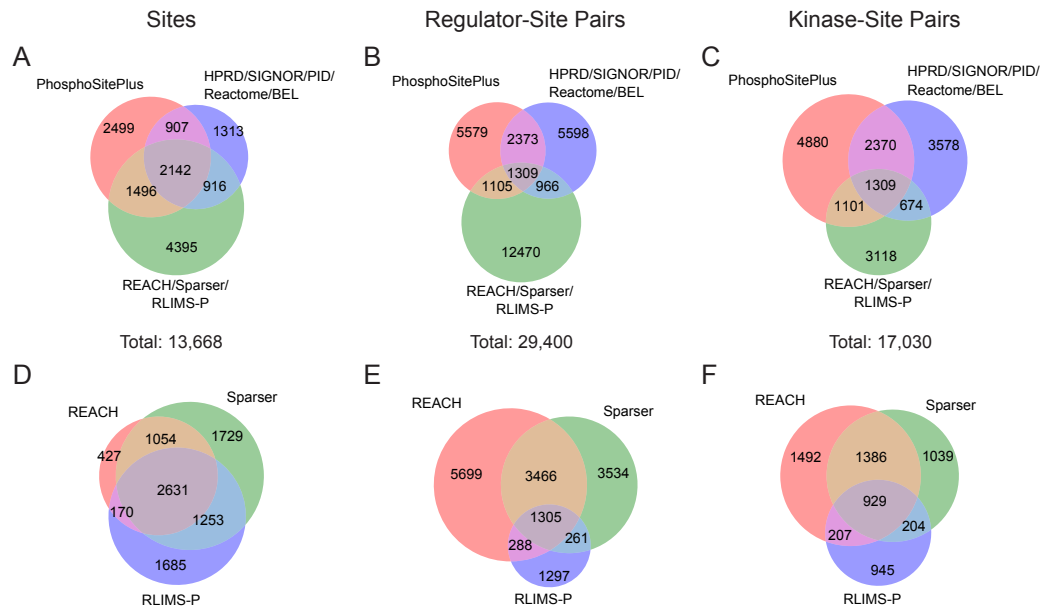 Sites
Regulator-Site Pairs
Kinase-Site Pairs
A
PhosphoSitePlus
HPRD/SIGNOR/PID/
Reactome/BEL
2499
907
1313
2142
1496
916
4395
REACH/Sparser/
RLIMS-P
Total: 13,668
B
PhosphoSitePlus
HPRD/SIGNOR/PID/
Reactome/BEL
5579
2373
5598
1309
1105
966
12470
REACH/Sparser/
RLIMS-P
Total: 29,400
C
PhosphoSitePlus
HPRD/SIGNOR/PID/
Reactome/BEL
4880
2370
3578
1309
1101
674
3118
REACH/Sparser/
RLIMS-P
Total: 17,030
D
REACH
Sparser
427
1054
1729
2631
170
1253
1685
RLIMS-P
E
REACH
Sparser
5699
3466
3534
1305
288
261
1297
RLIMS-P
F
REACH
Sparser
1492
1386
1039
929
207
204
945
RLIMS-P